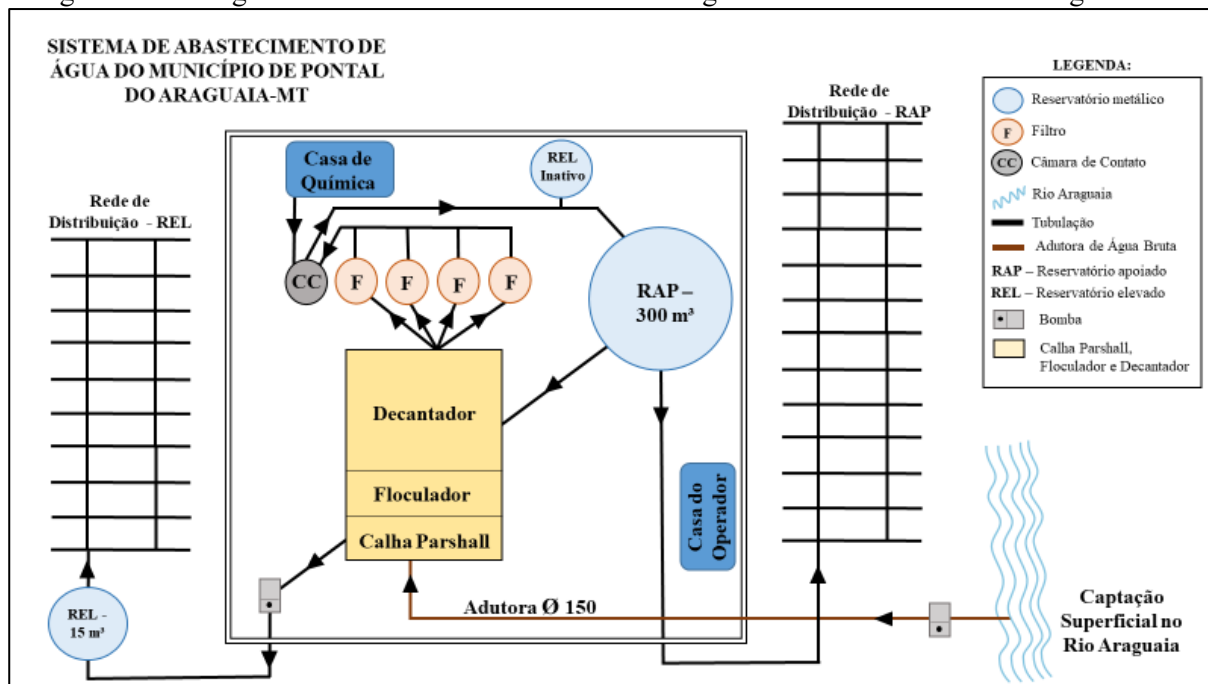 SISTEMA DE ABASTECIMENTO DE
ÁGUA DO MUNICÍPIO DE PONTAL
DO ARAGUAIA-MT
Rede de
Distribuição - REL
REL -
15 m³
Casa de
Química
REL
Inativo
CC
F
F
F
F
RAP –
300 m³
Decantador
Floculador
Calha Parshall
Casa do
Operador
Adutora Ø 150
Rede de
Distribuição - RAP
Captação
Superficial no
Rio Araguaia
LEGENDA:
Reservatório metálico
F
Filtro
CC
Câmara de Contato
Rio Araguaia
Tubulação
Adutora de Água Bruta
RAP – Reservatório apoiado
REL – Reservatório elevado
Bomba
Calha Parshall,
Floculador e Decantador